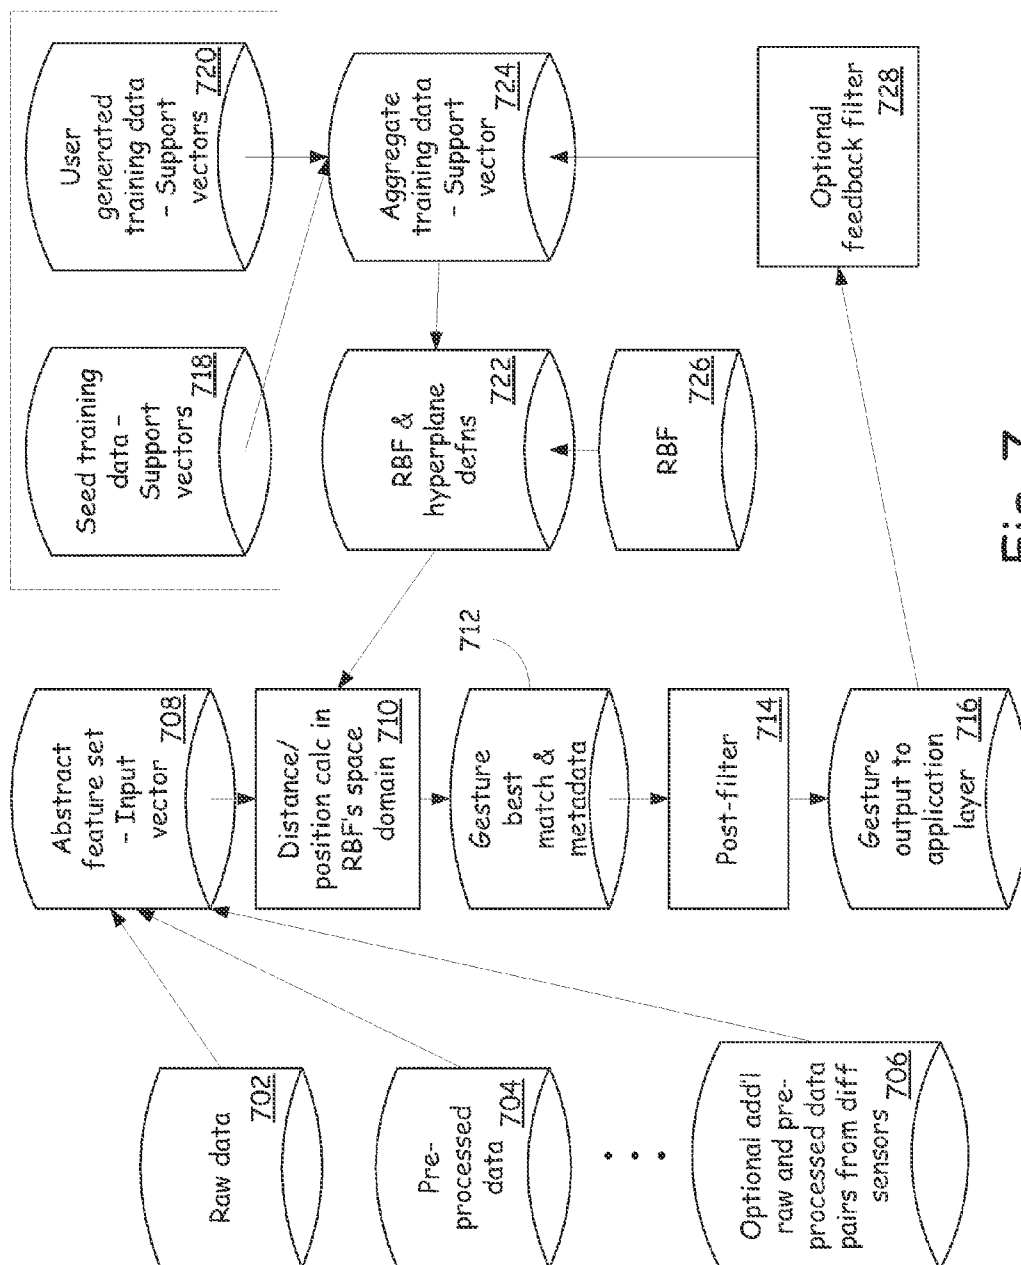 Raw data
702
Pre-
processed
data 704
Optional add'l
raw and pre-
processed data
pairs from diff
sensors 706
Abstract
feature set
- Input
vector 708
Distance/
position calc in
RBF's space
domain 710
Gesture
best
match &
metadata
712
Post-filter
714
Gesture
output to
application
layer 716
Seed training
data –
Support
vectors 718
User
generated
training data
- Support
vectors 720
RBF &
hyperplane
defns 722
Aggregate
training data
- Support
vector 724
RBF 726
Optional
feedback filter
728